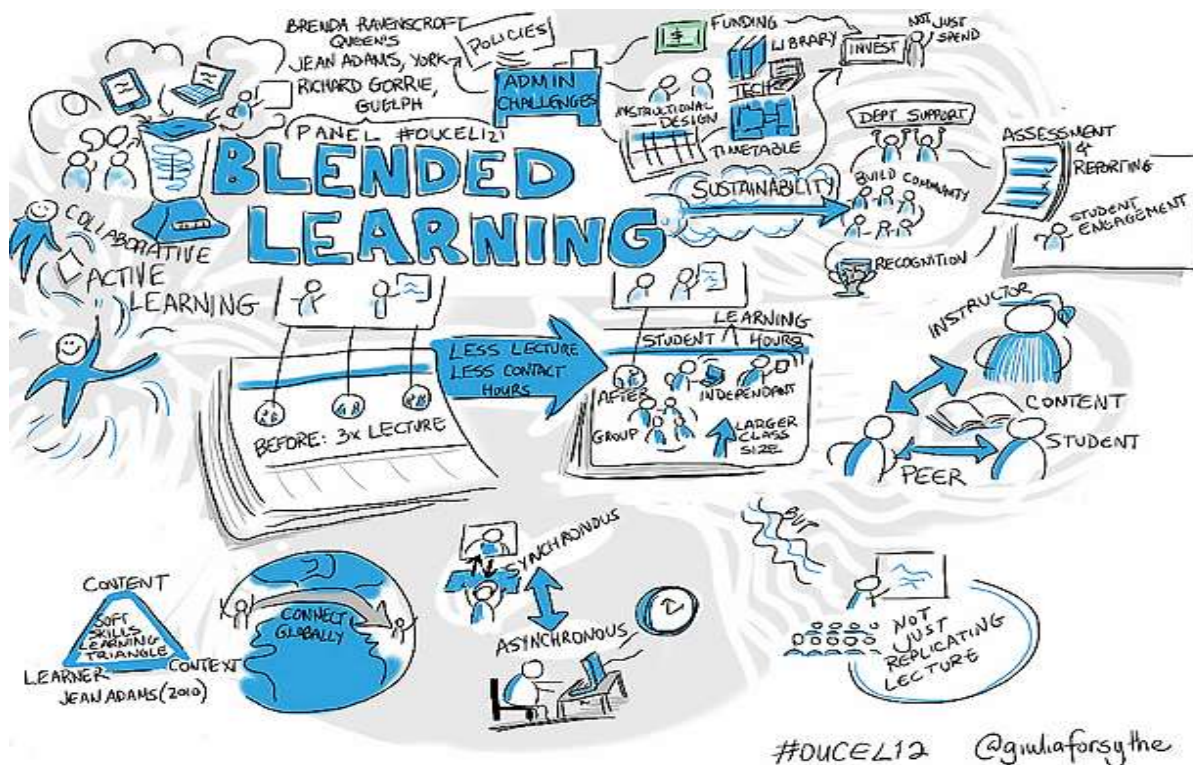 BRENDA RAVENSCROFT
QUEEN'S
JEAN ADAMS, YORK
RICHARD GORRIE,
GUELPH
PANEL #OUCEL12
BLENDED
LEARNING
POLICIES
ADMIN
CHALLENGES
FUNDING
LIBRARY
TECH
INSTRUCTIONAL
DESIGN
TIMETABLE
INVEST
NOT JUST
SPEND
SUSTAINABILITY
DEPT SUPPORT
BUILD COMMUNITY
RECOGNITION
ASSESSMENT
&
REPORTING
STUDENT
ENGAGEMENT
COLLABORATIVE
ACTIVE
LEARNING
BEFORE: 3x LECTURE
LESS LECTURE
LESS CONTACT
HOURS
LEARNING
STUDENT HOURS
AFTER
INDEPENDANT
GROUP
LARGER
CLASS
SIZE
INSTRUCTOR
CONTENT
STUDENT
PEER
CONTENT
SOFT
SKILLS
LEARNING
TRIANGLE
LEARNER
CONTEXT
JEAN ADAMS (2010)
CONNECT
GLOBALLY
SYNCHRONOUS
ASYNCHRONOUS
BUT
NOT
JUST
REPLICATING
LECTURE
#OUCEL12 @giuliaforsythe